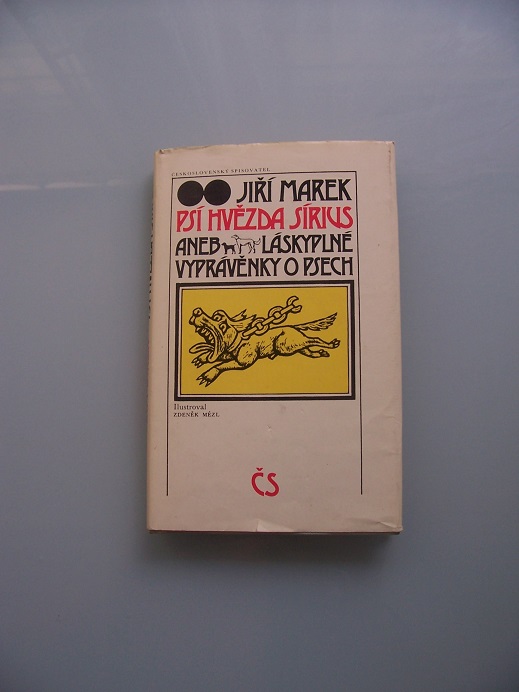 ČESKOSLOVENSKÝ SPISOVATEL
JIŘÍ MAREK
PSÍ HVĚZDA SÍRIUS
ANEB LÁSKYPLNÉ
VYPRÁVĚNKY O PSECH
Ilustroval
ZDENĚK MÉZL
ČS